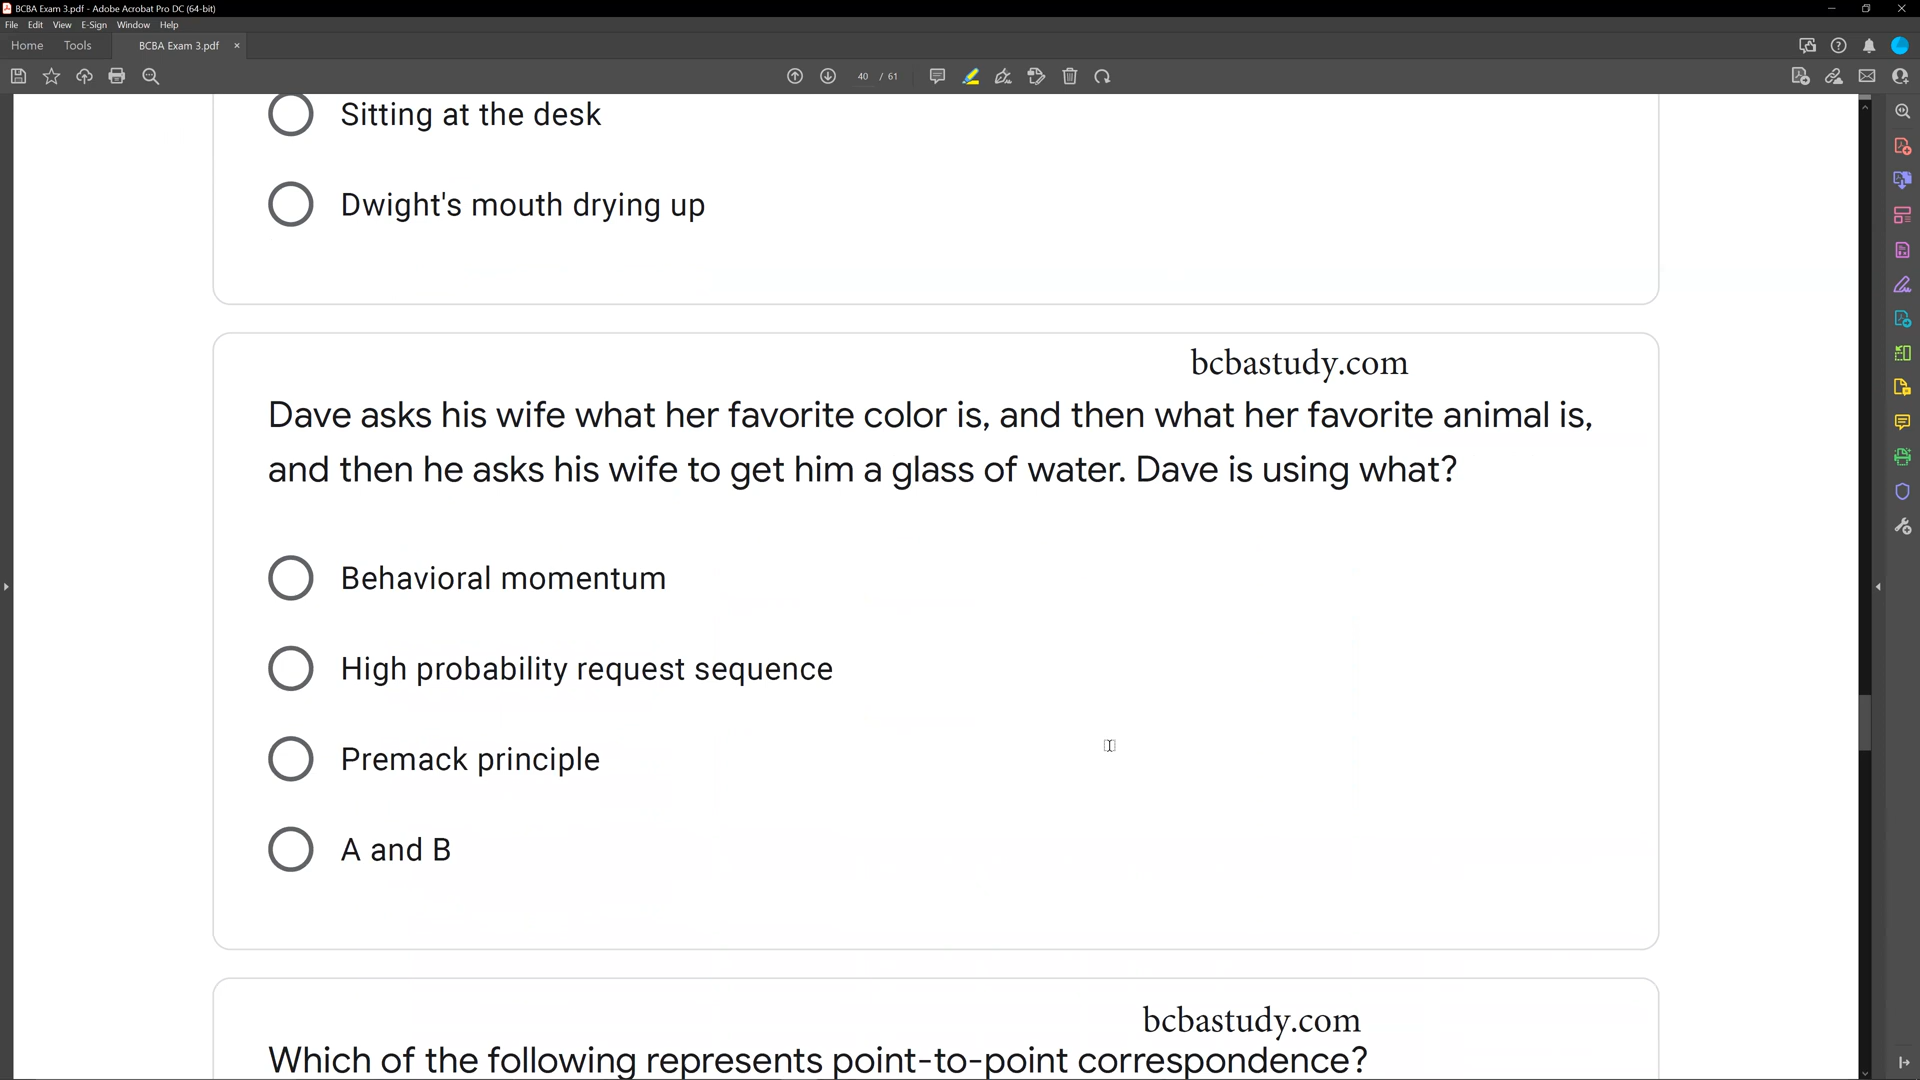 BCBA Exam 3.pdf - Adobe Acrobat Pro DC (64-bit)
File Edit View E-Sign Window Help
Home Tools BCBA Exam 3.pdf ×
40 / 61
Sitting at the desk
Dwight's mouth drying up
bcbastudy.com
Dave asks his wife what her favorite color is, and then what her favorite animal is,
and then he asks his wife to get him a glass of water. Dave is using what?
Behavioral momentum
High probability request sequence
Premack principle
A and B
bcbastudy.com
Which of the following represents point-to-point correspondence?